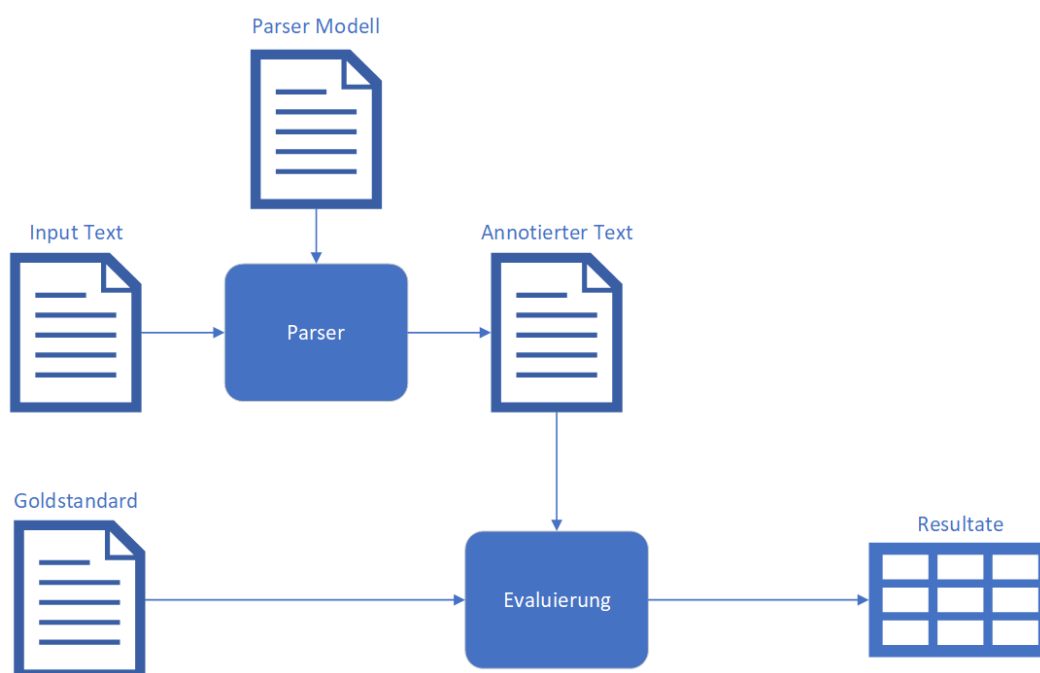 Parser Modell
Input Text
Annotierter Text
Parser
Goldstandard
Resultate
Evaluierung